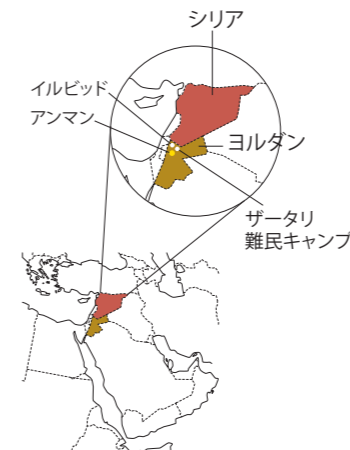 シリア
イルビッド
アンマン
ヨルダン
ザータリ
難民キャンプ